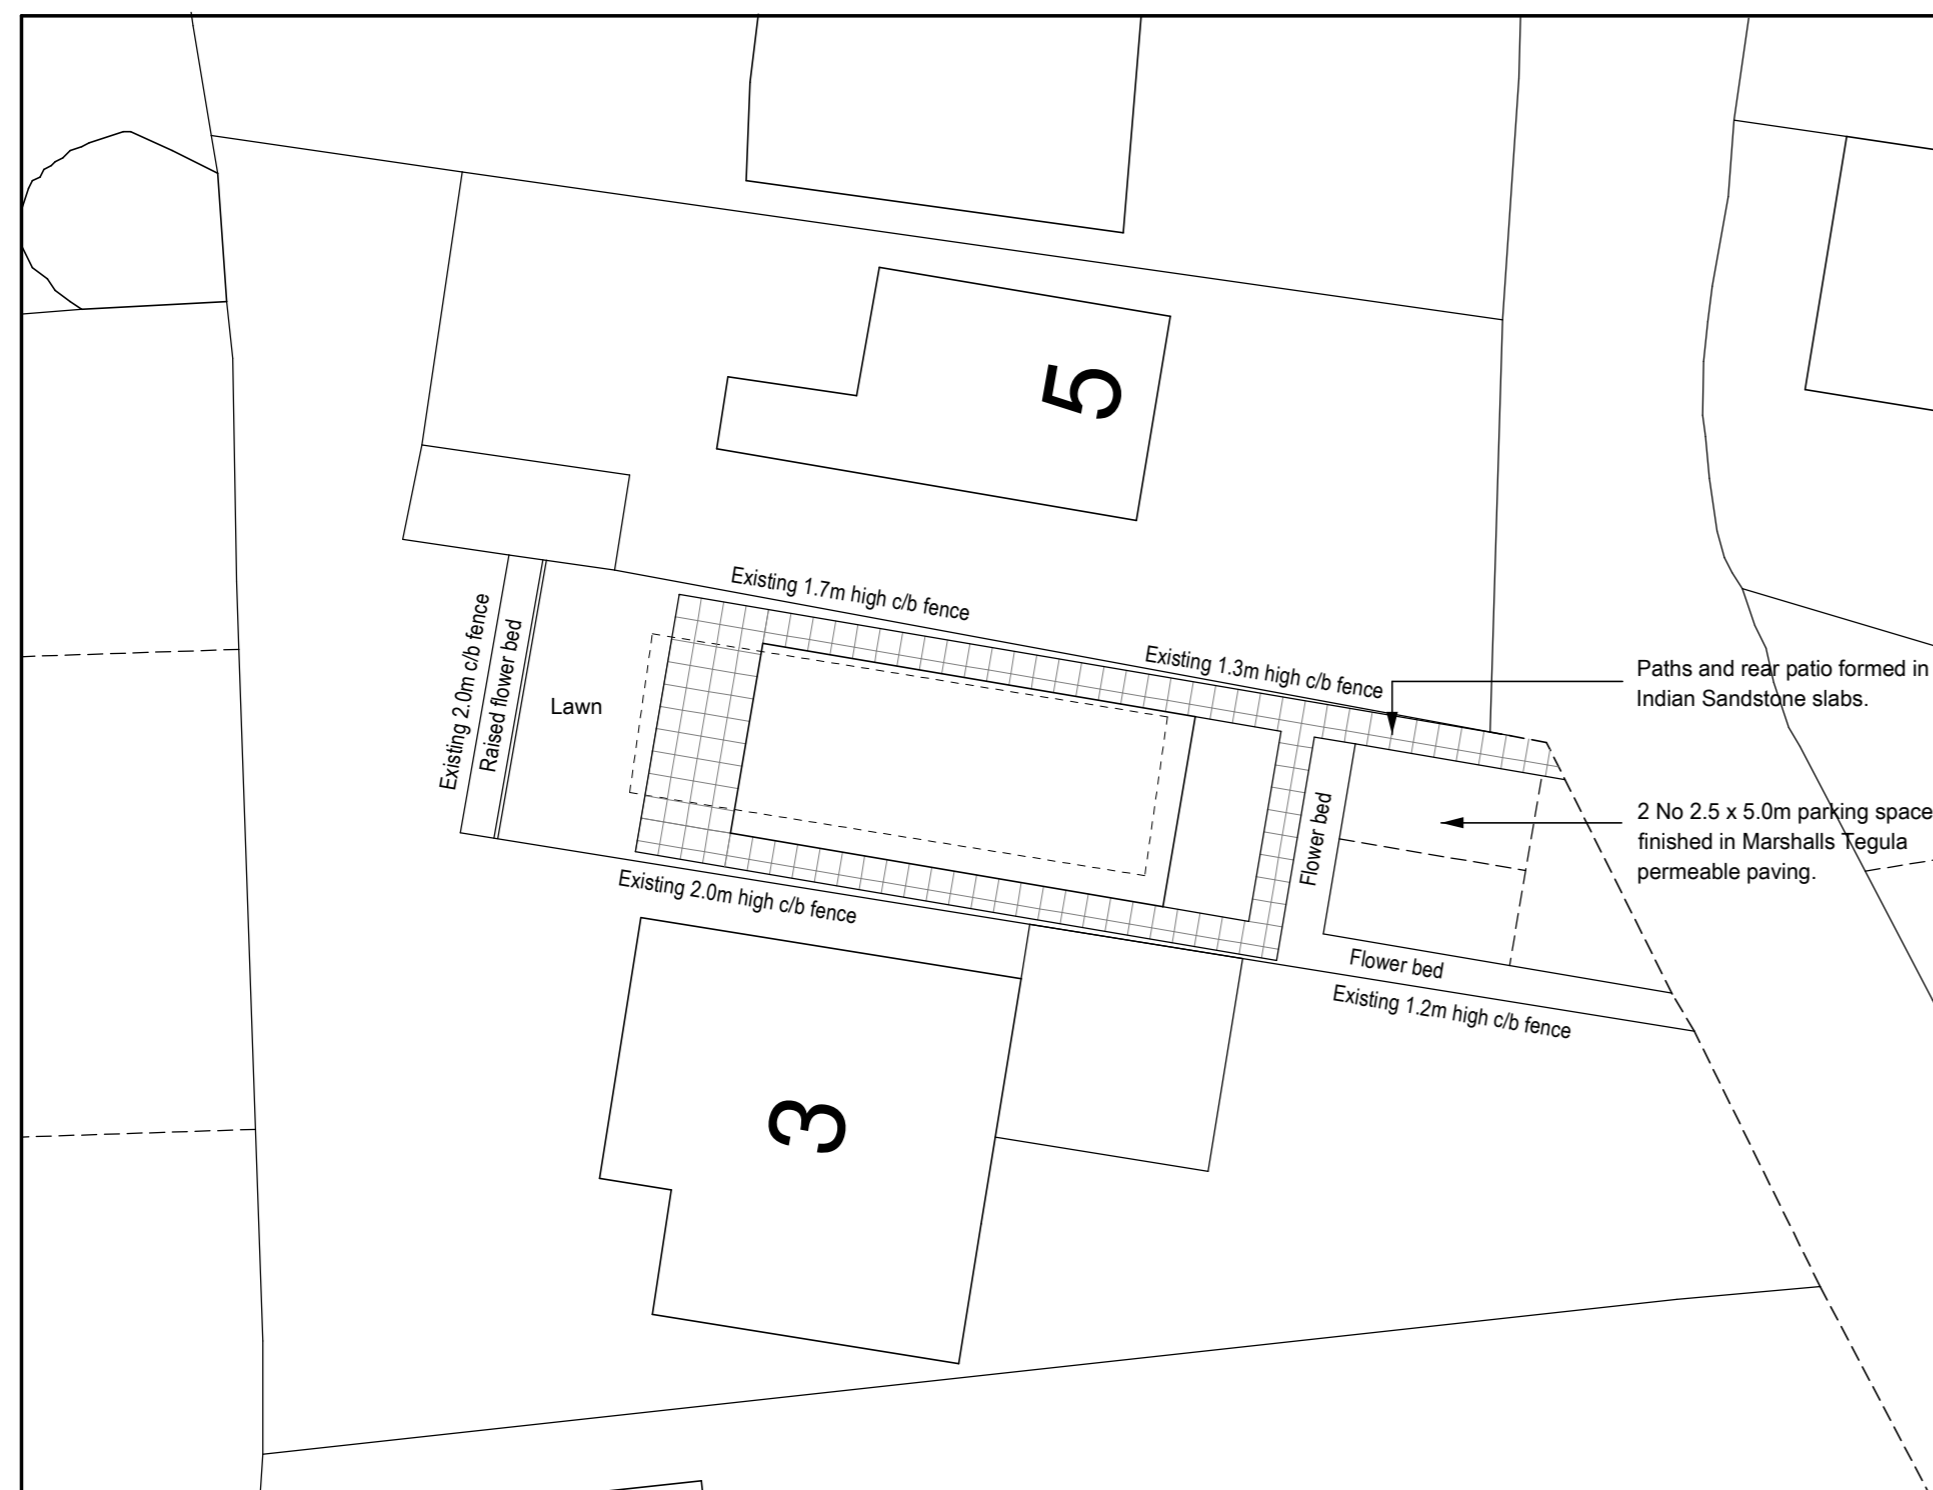 5
Existing 1.7m high c/b fence
Existing 2.0m c/b fence
Raised flower bed
Lawn
Existing 1.3m high c/b fence
Paths and rear patio formed in
Indian Sandstone slabs.
Flower bed
2 No 2.5 x 5.0m parking space
finished in Marshalls Tegula
permeable paving.
Existing 2.0m high c/b fence
Flower bed
Existing 1.2m high c/b fence
3